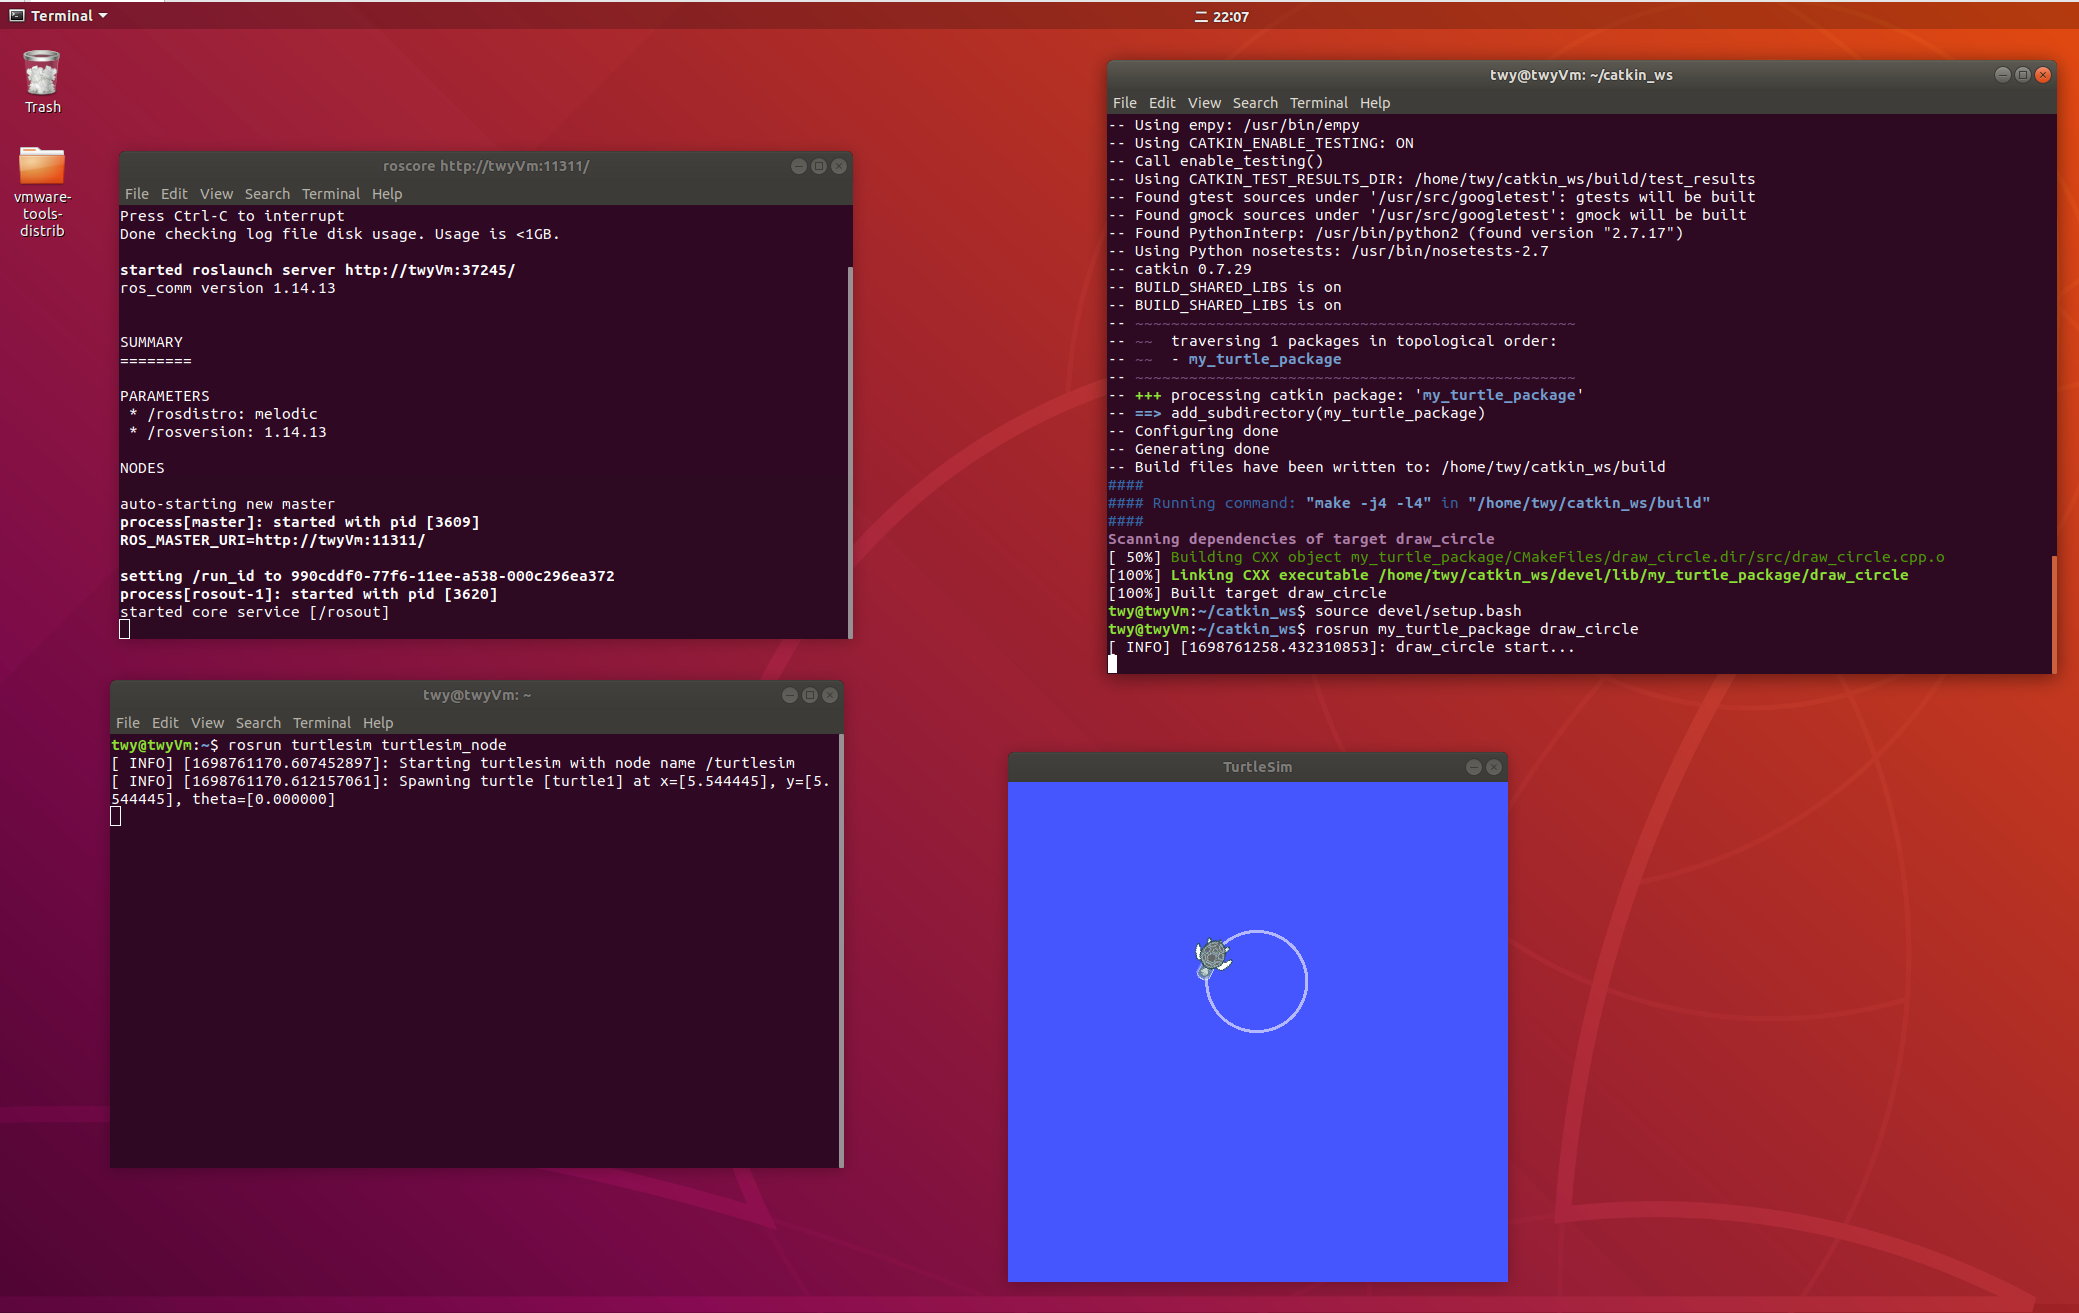 Terminal
二 22:07
Trash
vmware-
tools-
distrib
roscore http://twyVm:11311/
File Edit View Search Terminal Help
Press Ctrl-C to interrupt
Done checking log file disk usage. Usage is <1GB.
started roslaunch server http://twyVm:37245/
ros_comm version 1.14.13
SUMMARY
========
PARAMETERS
* /rosdistro: melodic
* /rosversion: 1.14.13
NODES
auto-starting new master
process[master]: started with pid [3609]
ROS_MASTER_URI=http://twyVm:11311/
setting /run_id to 990cddf0-77f6-11ee-a538-000c296ea372
process[rosout-1]: started with pid [3620]
started core service [/rosout]
twy@twyVm: ~
File Edit View Search Terminal Help
twy@twyVm:~$ rosrun turtlesim turtlesim_node
[ INFO] [1698761170.607452897]: Starting turtlesim with node name /turtlesim
[ INFO] [1698761170.612157061]: Spawning turtle [turtle1] at x=[5.544445], y=[5.
544445], theta=[0.000000]
twy@twyVm: ~/catkin_ws
File Edit View Search Terminal Help
-- Using empy: /usr/bin/empy
-- Using CATKIN_ENABLE_TESTING: ON
-- Call enable_testing()
-- Using CATKIN_TEST_RESULTS_DIR: /home/twy/catkin_ws/build/test_results
-- Found gtest sources under '/usr/src/googletest': gtests will be built
-- Found gmock sources under '/usr/src/googletest': gmock will be built
-- Found PythonInterp: /usr/bin/python2 (found version "2.7.17")
-- Using Python nosetests: /usr/bin/nosetests-2.7
-- catkin 0.7.29
-- BUILD_SHARED_LIBS is on
-- BUILD_SHARED_LIBS is on
-- ~~~~~~~~~~~~~~~~~~~~~~~~~~~~~~~~~~~~~~~~~~~~~~~~~
-- ~~  traversing 1 packages in topological order:
-- ~~  - my_turtle_package
-- ~~~~~~~~~~~~~~~~~~~~~~~~~~~~~~~~~~~~~~~~~~~~~~~~~
-- +++ processing catkin package: 'my_turtle_package'
-- ==> add_subdirectory(my_turtle_package)
-- Configuring done
-- Generating done
-- Build files have been written to: /home/twy/catkin_ws/build
####
#### Running command: "make -j4 -l4" in "/home/twy/catkin_ws/build"
####
Scanning dependencies of target draw_circle
[ 50%] Building CXX object my_turtle_package/CMakeFiles/draw_circle.dir/src/draw_circle.cpp.o
[100%] Linking CXX executable /home/twy/catkin_ws/devel/lib/my_turtle_package/draw_circle
[100%] Built target draw_circle
twy@twyVm:~/catkin_ws$ source devel/setup.bash
twy@twyVm:~/catkin_ws$ rosrun my_turtle_package draw_circle
[ INFO] [1698761258.432310853]: draw_circle start...
TurtleSim